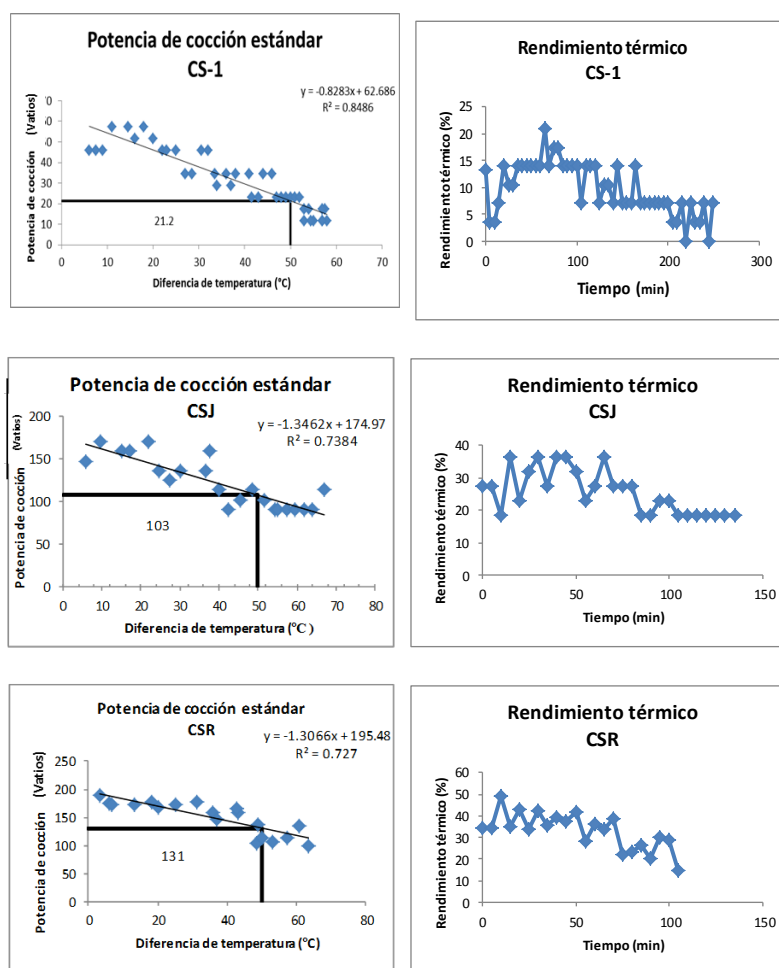 Potencia de cocción estándar
CS-1
y = -0.8283x + 62.686
R² = 0.8486
Potencia de cocción (Vatios)
70
60
50
40
30
20
10
0
21.2
0 10 20 30 40 50 60 70
Diferencia de temperatura (°C)
Rendimiento térmico
CS-1
Rendimiento térmico (%)
25
20
15
10
5
0
0 100 200 300
Tiempo (min)
Potencia de cocción estándar
CSJ
y = -1.3462x + 174.97
R² = 0.7384
Potencia de cocción (Vatios)
200
150
100
50
0
103
0 10 20 30 40 50 60 70 80
Diferencia de temperatura (°C)
Rendimiento térmico
CSJ
Rendimiento térmico (%)
40
30
20
10
0
0 50 100 150
Tiempo (min)
Potencia de cocción estándar
CSR
y = -1.3066x + 195.48
R² = 0.727
Potencia de cocción (Vatios)
250
200
150
100
50
0
131
0 20 40 60 80
Diferencia de temperatura (°C)
Rendimiento térmico
CSR
Rendimiento térmico (%)
60
50
40
30
20
10
0
0 50 100 150
Tiempo (min)